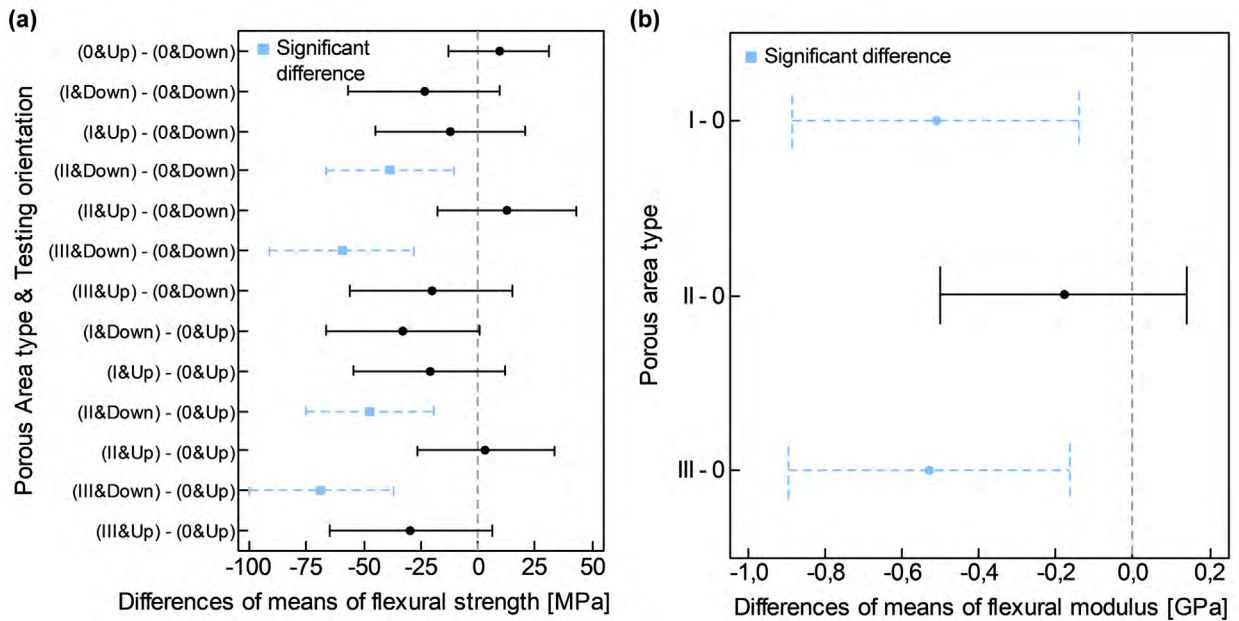 (a)
Porous Area type & Testing orientation
(0&Up) - (0&Down)
(I&Down) - (0&Down)
(I&Up) - (0&Down)
(II&Down) - (0&Down)
(II&Up) - (0&Down)
(III&Down) - (0&Down)
(III&Up) - (0&Down)
(I&Down) - (0&Up)
(I&Up) - (0&Up)
(II&Down) - (0&Up)
(II&Up) - (0&Up)
(III&Down) - (0&Up)
(III&Up) - (0&Up)
Significant
difference
-100 -75 -50 -25 0 25 50
Differences of means of flexural strength [MPa]
(b)
Porous area type
Significant difference
I - 0
II - 0
III - 0
-1,0 -0,8 -0,6 -0,4 -0,2 0,0 0,2
Differences of means of flexural modulus [GPa]